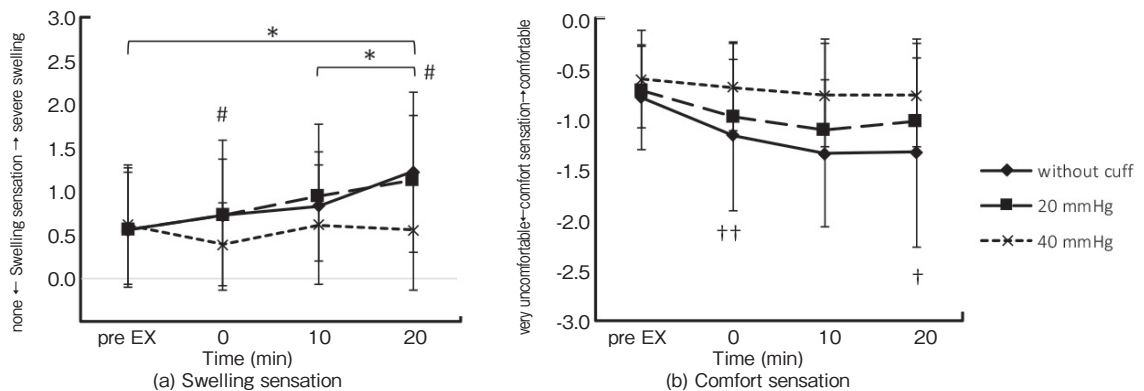 none ← Swelling sensation → severe swelling
3.0
2.5
2.0
1.5
1.0
0.5
0.0
*
*
#
#
pre EX 0 10 20
Time (min)
(a) Swelling sensation
very uncomfortable←comfort sensation→comfortable
-0.0
-0.5
-1.0
-1.5
-2.0
-2.5
-3.0
††
†
pre EX 0 10 20
Time (min)
(b) Comfort sensation
without cuff
20 mmHg
40 mmHg